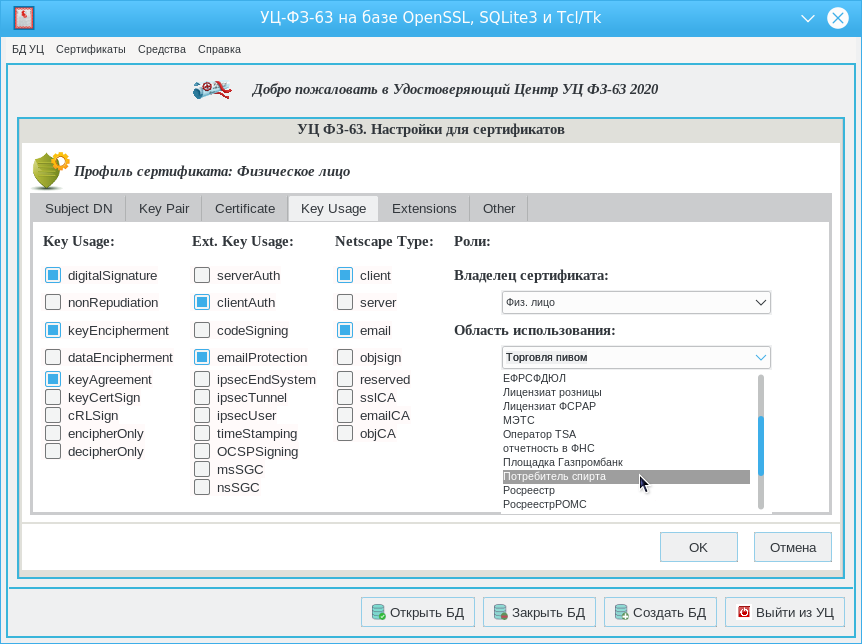 УЦ-ФЗ-63 на базе OpenSSL, SQLite3 и Tcl/Tk
БД УЦ Сертификаты Средства Справка
Добро пожаловать в Удостоверяющий Центр УЦ ФЗ-63 2020
УЦ ФЗ-63. Настройки для сертификатов
Профиль сертификата: Физическое лицо
Subject DN Key Pair Certificate Key Usage Extensions Other
Key Usage:
digitalSignature
nonRepudiation
keyEncipherment
dataEncipherment
keyAgreement
keyCertSign
cRLSign
encipherOnly
decipherOnly
Ext. Key Usage:
serverAuth
clientAuth
codeSigning
emailProtection
ipsecEndSystem
ipsecTunnel
ipsecUser
timeStamping
OCSPSigning
msSGC
nsSGC
Netscape Type:
client
server
email
objsign
reserved
sslCA
emailCA
objCA
Роли:
Владелец сертификата:
Физ. лицо
Область использования:
Торговля пивом
ЕФРСФДЮЛ
Лицензиат розницы
Лицензиат ФСРАР
МЭТС
Оператор TSA
отчетность в ФНС
Площадка Газпромбанк
Потребитель спирта
Росреестр
РосреестрРОМС
OK Отмена
Открыть БД Закрыть БД Создать БД Выйти из УЦ